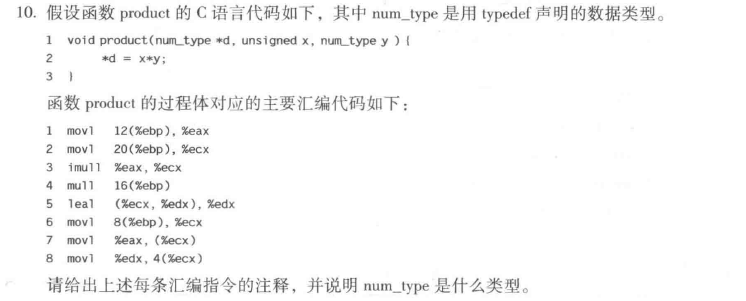 10. 假设函数 product 的 C 语言代码如下，其中 num_type 是用 typedef 声明的数据类型。
1 void product(num_type *d, unsigned x, num_type y ) {
2 *d = x*y;
3 }
函数 product 的过程体对应的主要汇编代码如下：
1 movl 12(%ebp), %eax
2 movl 20(%ebp), %ecx
3 imull %eax, %ecx
4 mull 16(%ebp)
5 leal (%ecx, %edx), %edx
6 movl 8(%ebp), %ecx
7 movl %eax, (%ecx)
8 movl %edx, 4(%ecx)
请给出上述每条汇编指令的注释，并说明 num_type 是什么类型。